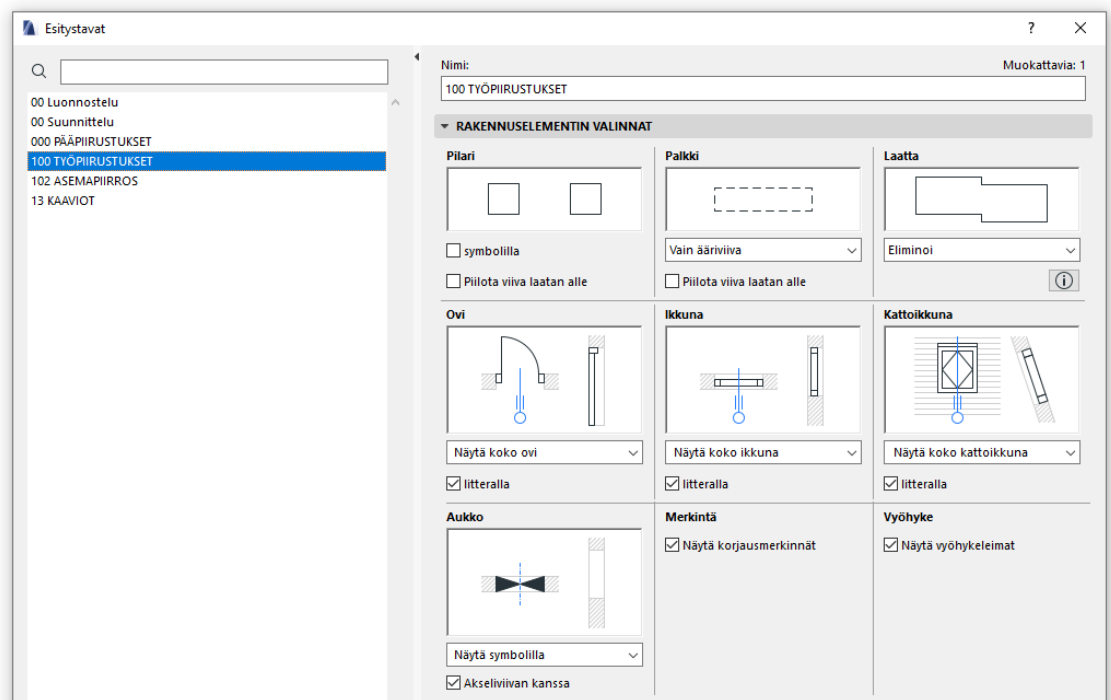 Esitystavat
?
Nimi:
Muokattavia: 1
100 TYÖPIIRUSTUKSET
00 Luonnostelu
00 Suunnittelu
000 PÄÄPIIRUSTUKSET
100 TYÖPIIRUSTUKSET
102 ASEMAPIIRROS
13 KAAVIOT
RAKENNUSELEMENTIN VALINNAT
Pilari
Palkki
Laatta
symbolilla
Vain ääriviiva
Eliminoi
Piilota viiva laatan alle
Piilota viiva laatan alle
Ovi
Ikkuna
Kattoikkuna
Näytä koko ovi
Näytä koko ikkuna
Näytä koko kattoikkuna
litteralla
litteralla
litteralla
Aukko
Merkintä
Vyöhyke
Näytä korjausmerkinnät
Näytä vyöhykeleimat
Näytä symbolilla
Akseliviivan kanssa